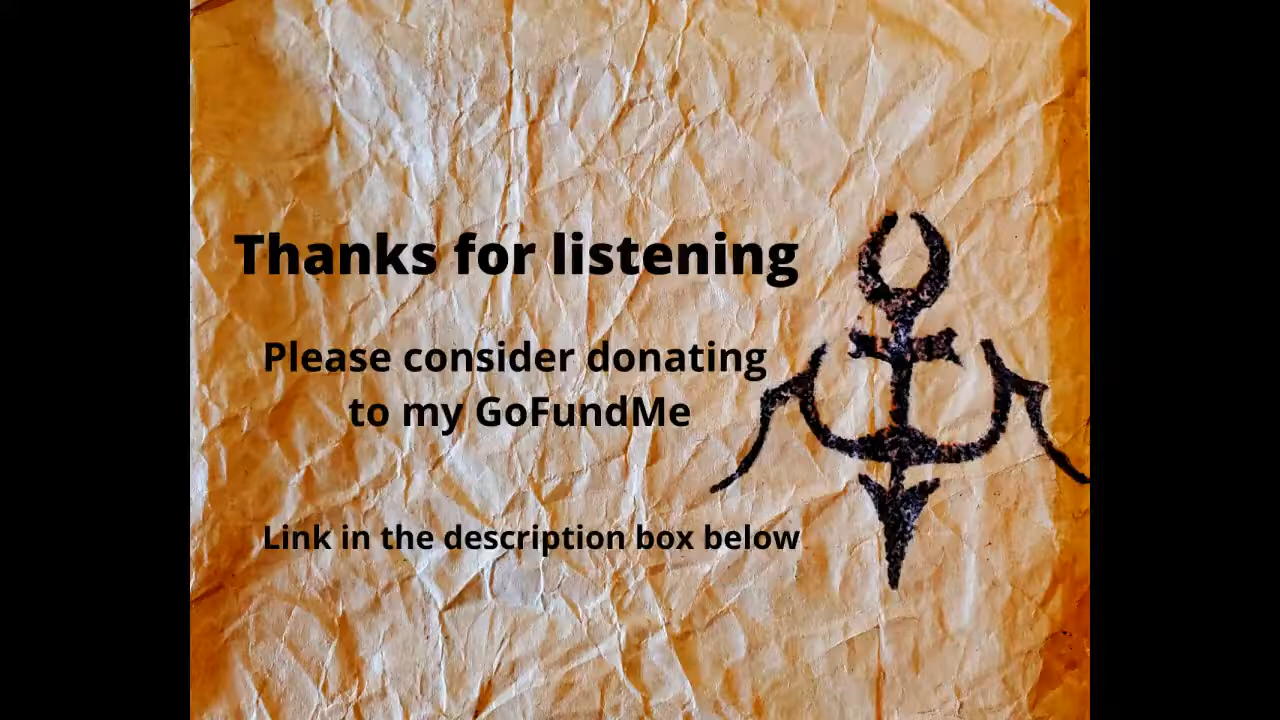 Thanks for listening
Please consider donating
to my GoFundMe
Link in the description box below